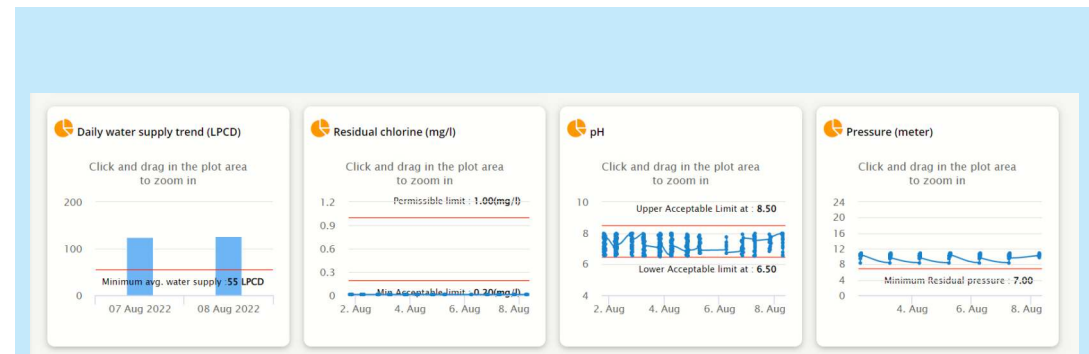 Daily water supply trend (LPCD)
Click and drag in the plot area
to zoom in
200
100
0
Minimum avg. water supply :55 LPCD
07 Aug 2022 08 Aug 2022
Residual chlorine (mg/l)
Click and drag in the plot area
to zoom in
1.2
0.9
0.6
0.3
0
Permissible limit : 1.00(mg/l)
Min Acceptable limit : 0.20(mg/l)
2. Aug 4. Aug 6. Aug 8. Aug
pH
Click and drag in the plot area
to zoom in
10
8
6
4
Upper Acceptable Limit at : 8.50
Lower Acceptable limit at : 6.50
2. Aug 4. Aug 6. Aug 8. Aug
Pressure (meter)
Click and drag in the plot area
to zoom in
24
20
16
12
8
4
0
Minimum Residual pressure : 7.00
4. Aug 6. Aug 8. Aug